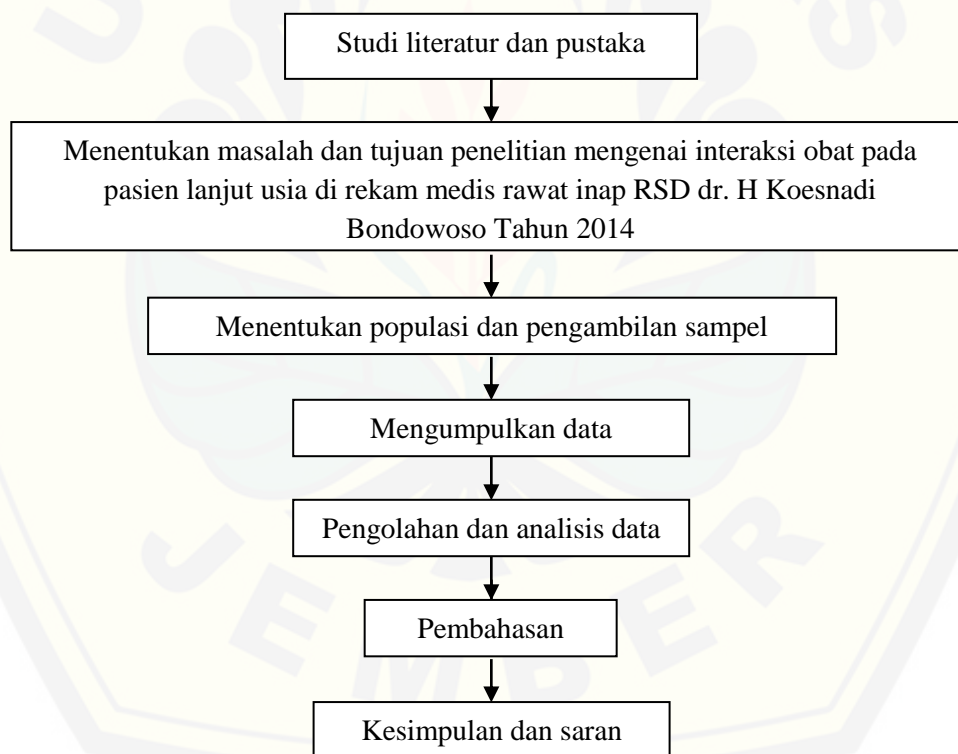 Studi literatur dan pustaka
Menentukan masalah dan tujuan penelitian mengenai interaksi obat pada
pasien lanjut usia di rekam medis rawat inap RSD dr. H Koesnadi
Bondowoso Tahun 2014
Menentukan populasi dan pengambilan sampel
Mengumpulkan data
Pengolahan dan analisis data
Pembahasan
Kesimpulan dan saran
JEMBER